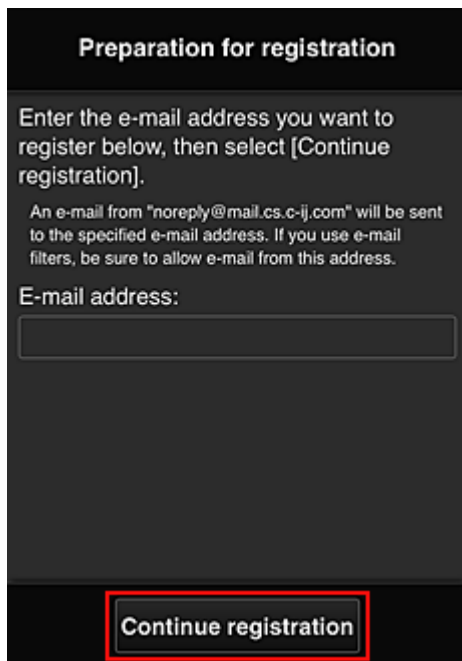 Preparation for registration
Enter the e-mail address you want to
register below, then select [Continue
registration].
An e-mail from "noreply@mail.cs.c-ij.com" will be sent
to the specified e-mail address. If you use e-mail
filters, be sure to allow e-mail from this address.
E-mail address:
Continue registration